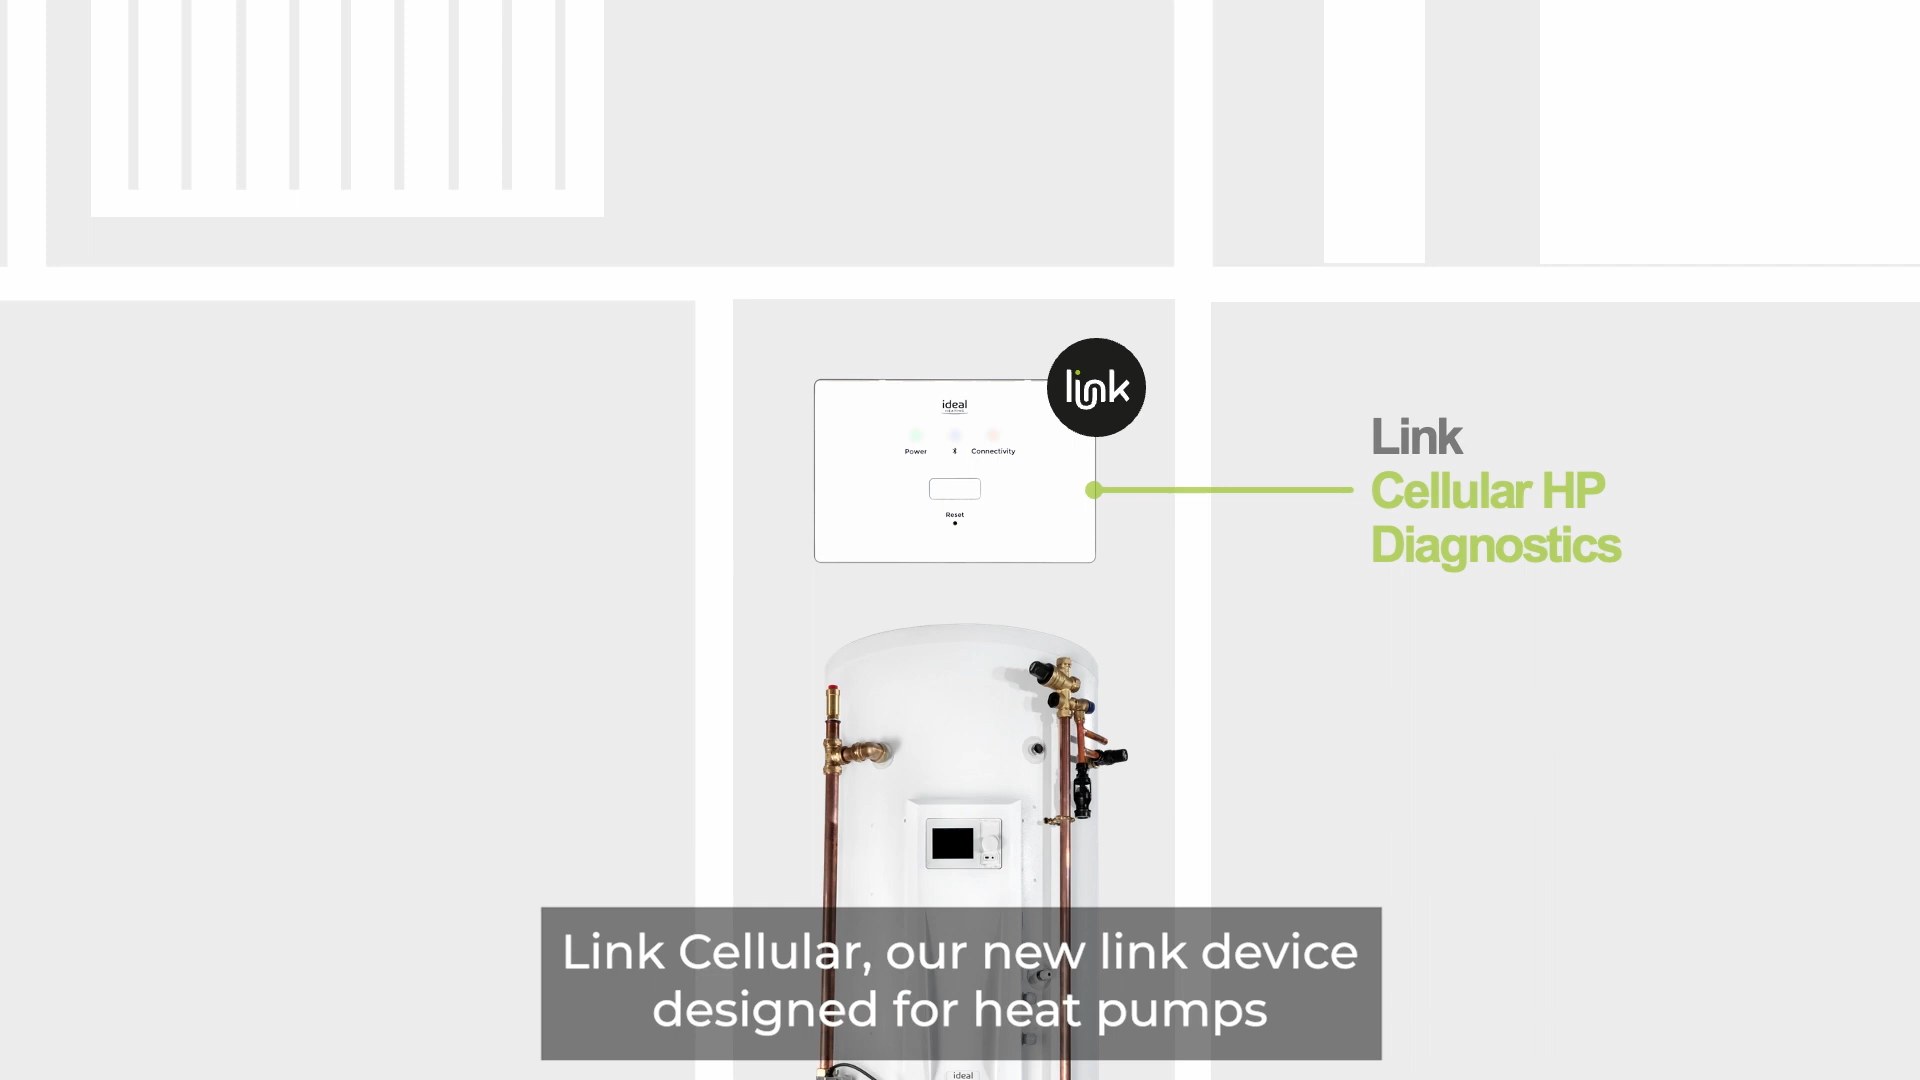 link
ideal
HEATING
Power
Connectivity
Reset
Link
Cellular HP
Diagnostics
Link Cellular, our new link device
designed for heat pumps
ideal